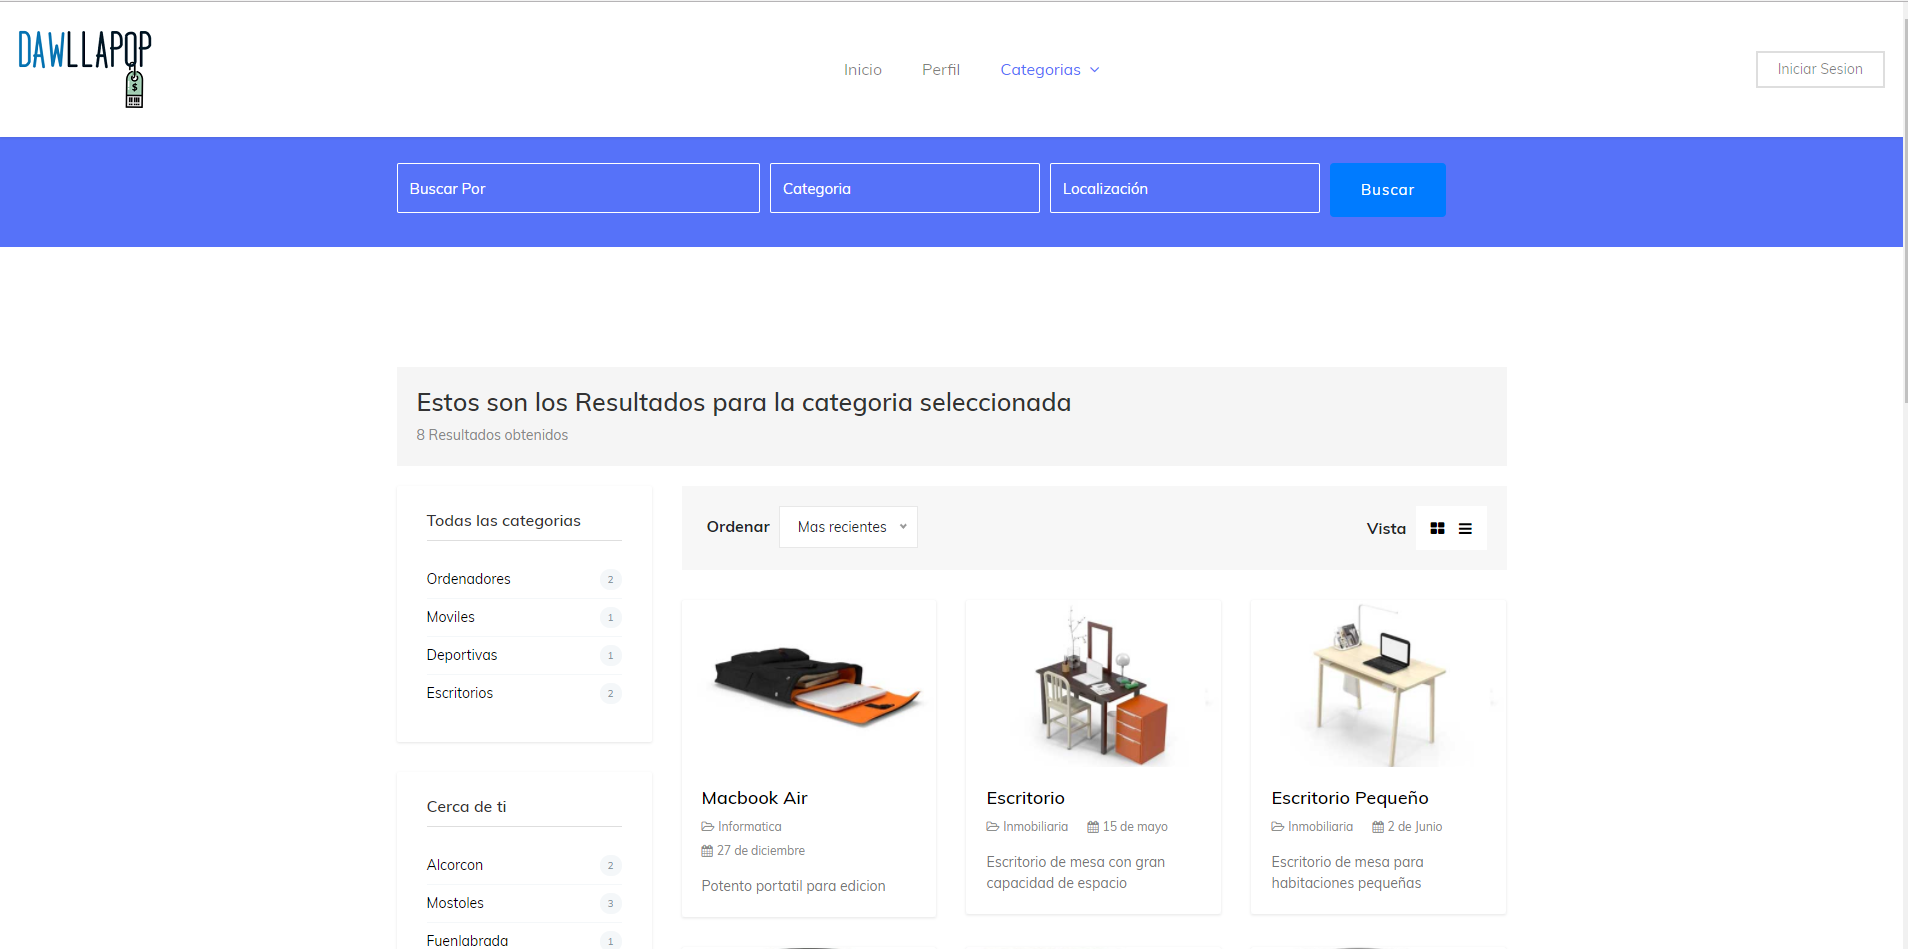 DAWLLAPOP
$
Inicio
Perfil
Categorias
Iniciar Sesion
Buscar Por
Categoria
Localización
Buscar
Estos son los Resultados para la categoria seleccionada
8 Resultados obtenidos
Todas las categorias
Ordenadores 2
Moviles 1
Deportivas 1
Escritorios 2
Cerca de ti
Alcorcon 2
Mostoles 3
Fuenlabrada 1
Ordenar
Mas recientes
Vista
Macbook Air
Informatica
27 de diciembre
Potento portatil para edicion
Escritorio
Inmobiliaria 15 de mayo
Escritorio de mesa con gran
capacidad de espacio
Escritorio Pequeño
Inmobiliaria 2 de Junio
Escritorio de mesa para
habitaciones pequeñas